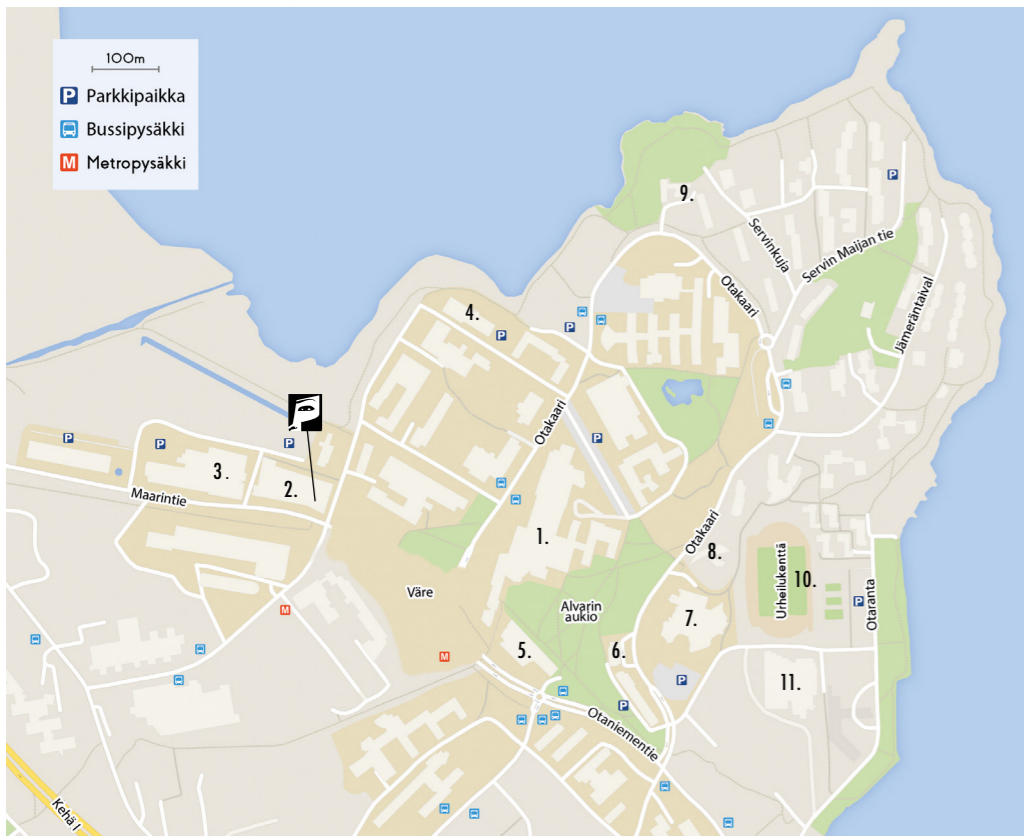 100m
P Parkkipaikka
Bussipysäkki
M Metropysäkki
9.
P
Servinkuja
Servin Maijan tie
Otakaari
Jämeräntaival
4.
P
P
Otakaari
P
P
P
P
3.
2.
Maarintie
1.
Otakaari
8.
Urheilukenttä
10.
P
Otaranta
Väre
Alvarin
aukio
7.
M
5.
6.
M
P
11.
P
Otaniementie
Kehä I